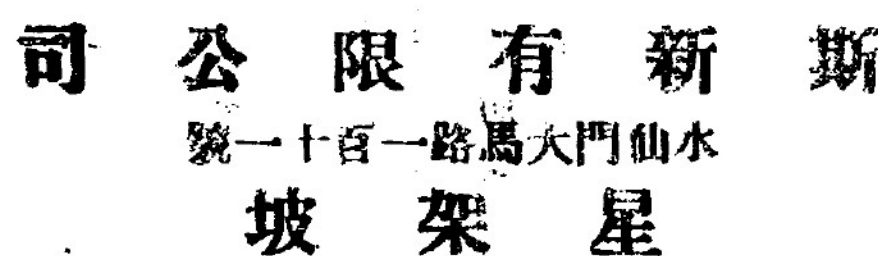 斯新有限公司
水仙門大馬路一百十一號
星架坡